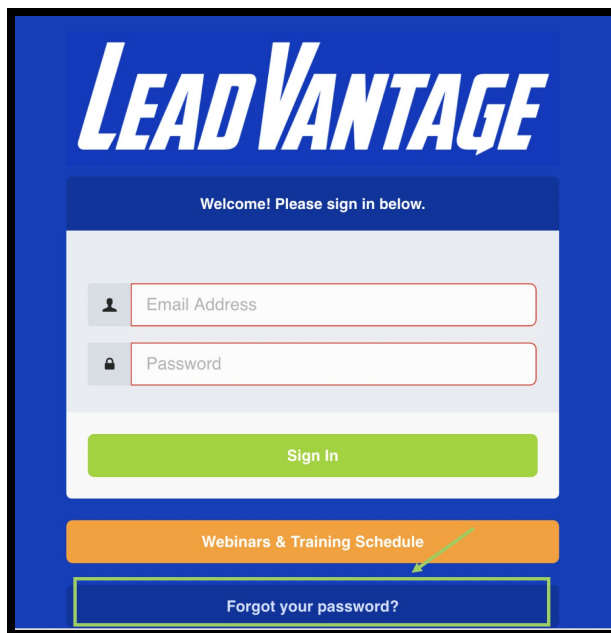 LEADVANTAGE
Welcome! Please sign in below.
Email Address
Password
Sign In
Webinars & Training Schedule
Forgot your password?